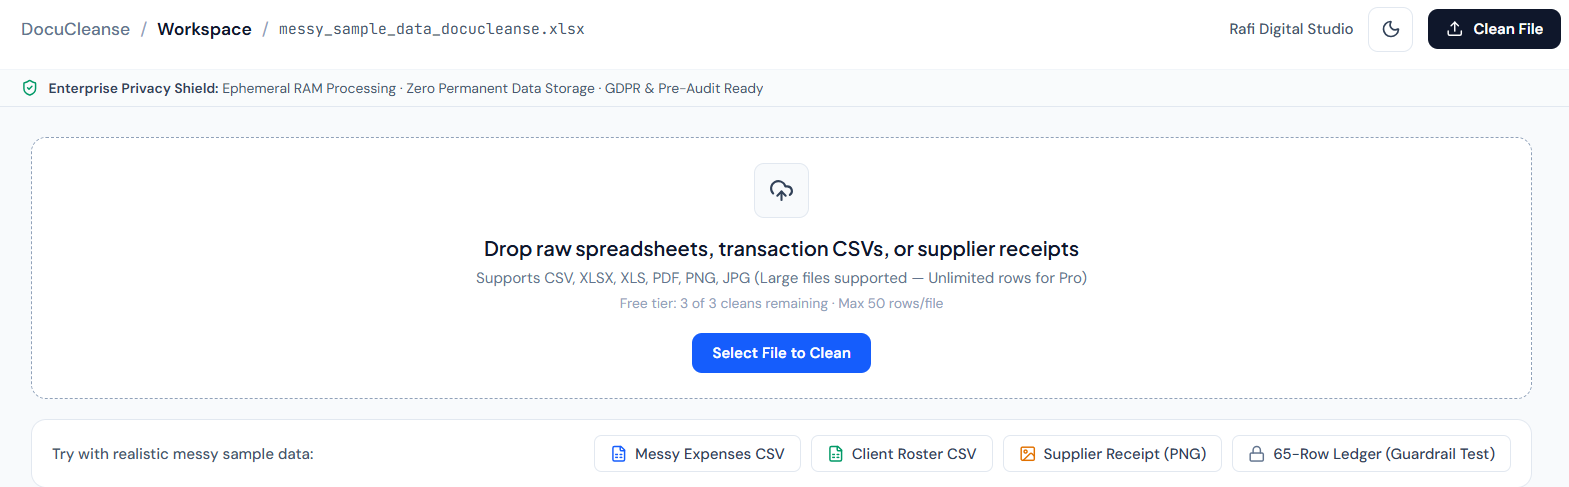 DocuCleanse / Workspace / messy_sample_data_docucleanse.xlsx
Rafi Digital Studio
Clean File
Enterprise Privacy Shield: Ephemeral RAM Processing · Zero Permanent Data Storage · GDPR & Pre-Audit Ready
Drop raw spreadsheets, transaction CSVs, or supplier receipts
Supports CSV, XLSX, XLS, PDF, PNG, JPG (Large files supported — Unlimited rows for Pro)
Free tier: 3 of 3 cleans remaining · Max 50 rows/file
Select File to Clean
Try with realistic messy sample data:
Messy Expenses CSV
Client Roster CSV
Supplier Receipt (PNG)
65-Row Ledger (Guardrail Test)